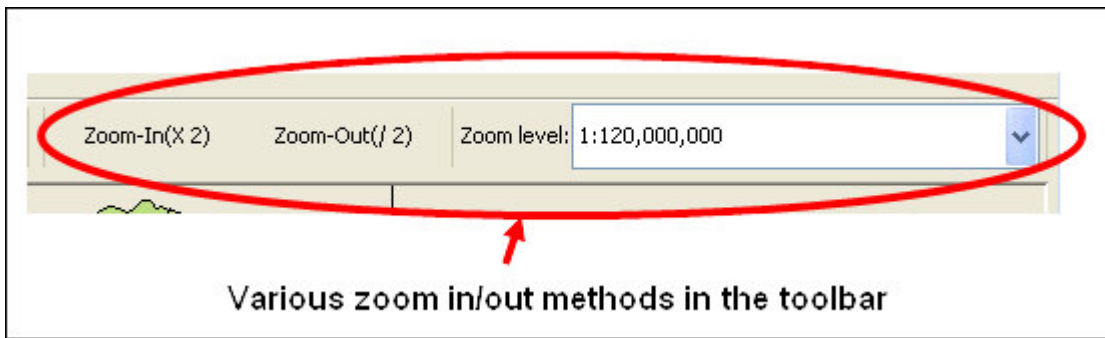 Zoom-In(X 2) Zoom-Out(/ 2) Zoom level: 1:120,000,000
Various zoom in/out methods in the toolbar